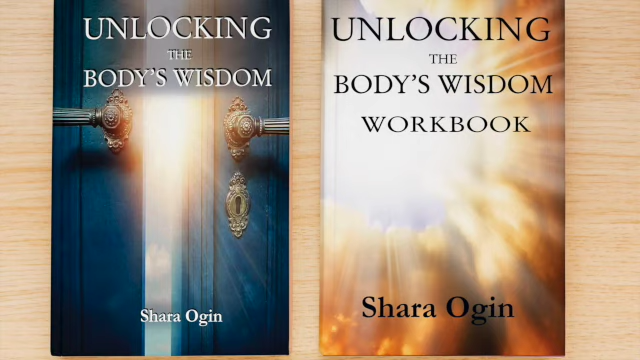 UNLOCKING
THE
BODY'S WISDOM
Shara Ogin
UNLOCKING
THE
BODY'S WISDOM
WORKBOOK
Shara Ogin